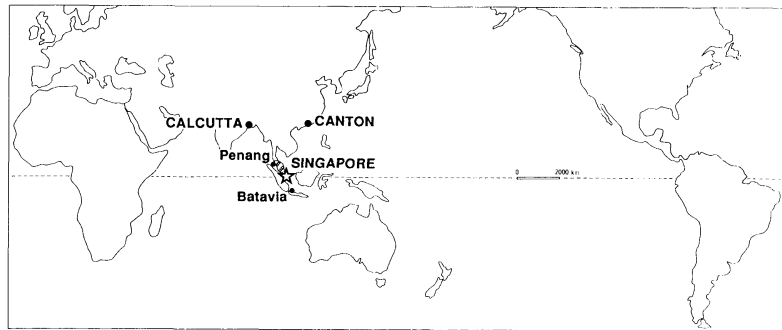 CALCUTTA
CANTON
Penang
SINGAPORE
0 2000 km
Batavia